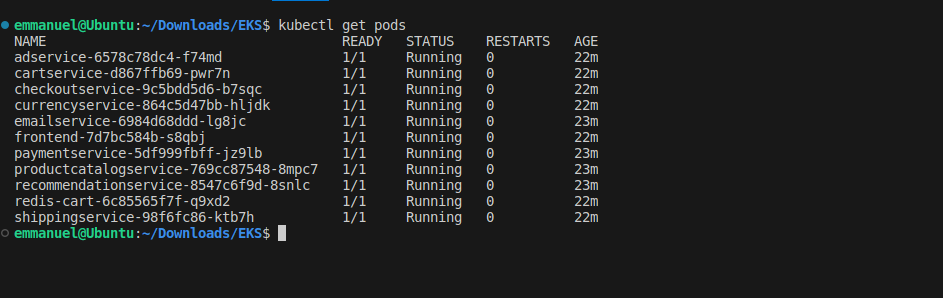 emmanuel@Ubuntu:~/Downloads/EKS$ kubectl get pods
NAME READY STATUS RESTARTS AGE
adservice-6578c78dc4-f74md 1/1 Running 0 22m
cartservice-d867ffb69-pwr7n 1/1 Running 0 22m
checkoutservice-9c5bdd5d6-b7sqc 1/1 Running 0 22m
currencyservice-864c5d47bb-hljdk 1/1 Running 0 22m
emailservice-6984d68ddd-lg8jc 1/1 Running 0 23m
frontend-7d7bc584b-s8qbj 1/1 Running 0 22m
paymentservice-5df999fbff-jz9lb 1/1 Running 0 23m
productcatalogservice-769cc87548-8mpc7 1/1 Running 0 23m
recommendationservice-8547c6f9d-8snlc 1/1 Running 0 23m
redis-cart-6c85565f7f-q9xd2 1/1 Running 0 22m
shippingservice-98f6fc86-ktb7h 1/1 Running 0 22m
emmanuel@Ubuntu:~/Downloads/EKS$